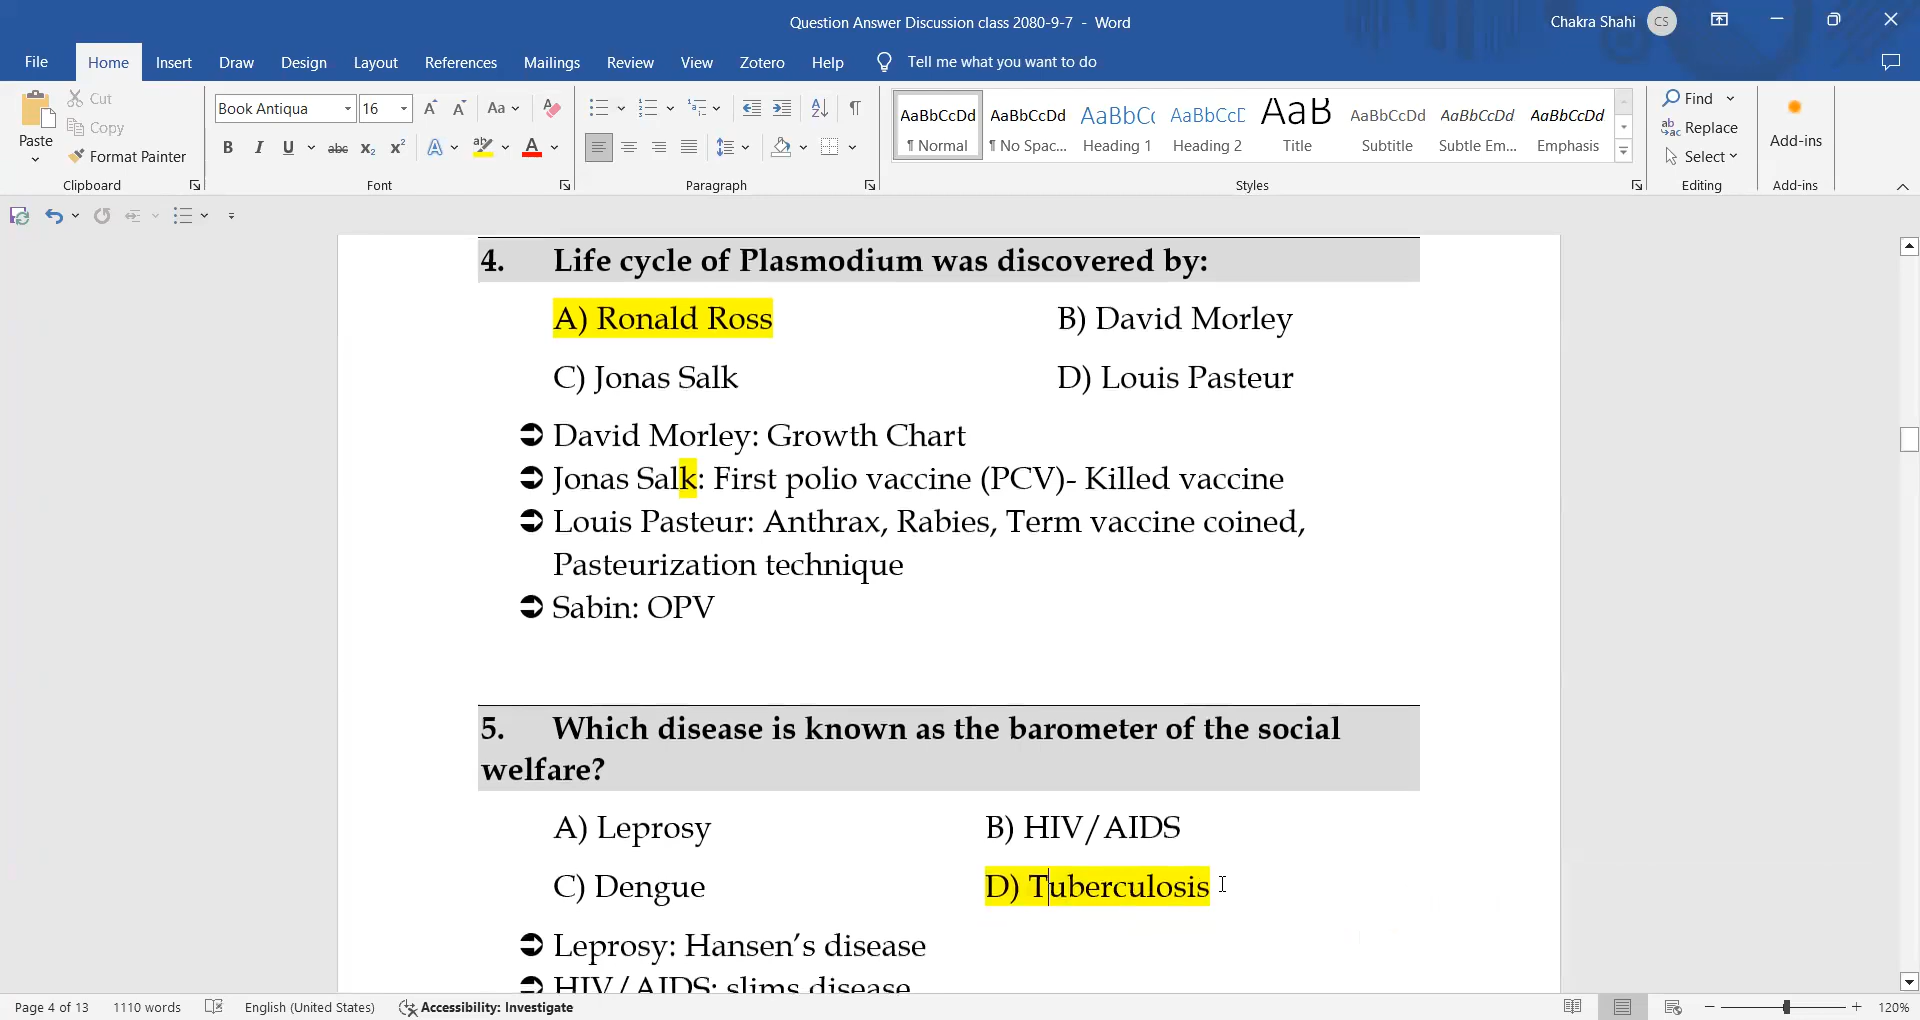 Question Answer Discussion class 2080-9-7 - Word
Chakra Shahi CS
File Home Insert Draw Design Layout References Mailings Review View Zotero Help Tell me what you want to do
Paste
Cut
Copy
Format Painter
Clipboard
Book Antiqua 16
Font
Paragraph
AaBbCcDd ¶ Normal
AaBbCcDd ¶ No Spac...
AaBbCc Heading 1
AaBbCcD Heading 2
AaB Title
AaBbCcDd Subtitle
AaBbCcDd Subtle Em...
AaBbCcDd Emphasis
Styles
Find
Replace
Select
Editing
Add-ins
Add-ins
4. Life cycle of Plasmodium was discovered by:
A) Ronald Ross B) David Morley
C) Jonas Salk D) Louis Pasteur
David Morley: Growth Chart
Jonas Salk: First polio vaccine (PCV)- Killed vaccine
Louis Pasteur: Anthrax, Rabies, Term vaccine coined,
Pasteurization technique
Sabin: OPV
5. Which disease is known as the barometer of the social
welfare?
A) Leprosy B) HIV/AIDS
C) Dengue D) Tuberculosis
Leprosy: Hansen’s disease
HIV/AIDS: slims disease
Page 4 of 13 1110 words English (United States) Accessibility: Investigate 120%